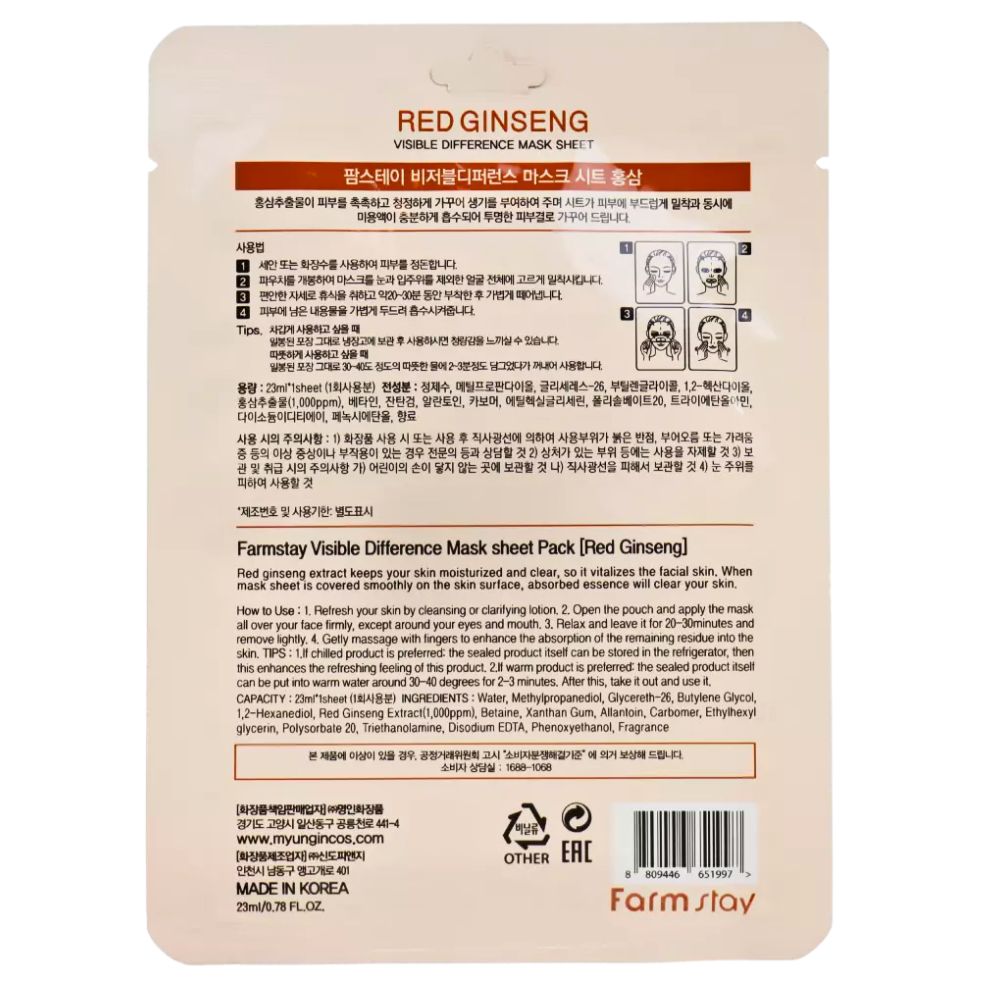 RED GINSENG
VISIBLE DIFFERENCE MASK SHEET
팜스테이 비저블디퍼런스 마스크 시트 홍삼
홍삼추출물이 피부를 촉촉하고 청정하게 가꾸어 생기를 부여하여 주며 시트가 피부에 부드럽게 밀착과 동시에
미용액이 충분하게 흡수되어 투명한 피부결로 가꾸어 드립니다.
사용법
1 세안 또는 화장수를 사용하여 피부를 정돈합니다.
2 파우치를 개봉하여 마스크를 눈과 입주위를 제외한 얼굴 전체에 고르게 밀착시킵니다.
3 편안한 자세로 휴식을 취하고 약20-30분 동안 부착한 후 가볍게 떼어냅니다.
4 피부에 남은 내용물을 가볍게 두드려 흡수시켜줍니다.
1 2
3 4
Tips. 차갑게 사용하고 싶을 때
밀봉된 포장 그대로 냉장고에 보관 후 사용하시면 청량감을 느끼실 수 있습니다.
따뜻하게 사용하고 싶을 때
밀봉된 포장 그대로 30-40도 정도의 따뜻한 물에 2-3분정도 담그었다가 꺼내어 사용합니다.
용량 : 23ml*1sheet (1회사용분) 전성분 : 정제수, 메틸프로판다이올, 글리세레스-26, 부틸렌글라이콜, 1,2-헥산다이올,
홍삼추출물(1,000ppm), 베타인, 잔탄검, 알란토인, 카보머, 에틸헥실글리세린, 폴리솔베이트20, 트라이에탄올아민,
다이소듐이디티에이, 페녹시에탄올, 향료
사용 시의 주의사항 : 1) 화장품 사용 시 또는 사용 후 직사광선에 의하여 사용부위가 붉은 반점, 부어오름 또는 가려움
증 등의 이상 증상이나 부작용이 있는 경우 전문의 등과 상담할 것 2) 상처가 있는 부위 등에는 사용을 자제할 것 3) 보
관 및 취급 시의 주의사항 가) 어린이의 손이 닿지 않는 곳에 보관할 것 나) 직사광선을 피해서 보관할 것 4) 눈 주위를
피하여 사용할 것
*제조번호 및 사용기한: 별도표시
Farmstay Visible Difference Mask sheet Pack [Red Ginseng]
Red ginseng extract keeps your skin moisturized and clear, so it vitalizes the facial skin. When
mask sheet is covered smoothly on the skin surface, absorbed essence will clear your skin.
How to Use : 1. Refresh your skin by cleansing or clarifying lotion. 2. Open the pouch and apply the mask
all over your face firmly, except around your eyes and mouth. 3. Relax and leave it for 20-30minutes and
remove lightly. 4. Getly massage with fingers to enhance the absorption of the remaining residue into the
skin. TIPS : 1.If chilled product is preferred: the sealed product itself can be stored in the refrigerator, then
this enhances the refreshing feeling of this product. 2.If warm product is preferred: the sealed product itself
can be put into warm water around 30-40 degrees for 2-3 minutes. After this, take it out and use it.
CAPACITY : 23ml*1sheet (1회사용분) INGREDIENTS : Water, Methylpropanediol, Glycereth-26, Butylene Glycol,
1,2-Hexanediol, Red Ginseng Extract(1,000ppm), Betaine, Xanthan Gum, Allantoin, Carbomer, Ethylhexyl
glycerin, Polysorbate 20, Triethanolamine, Disodium EDTA, Phenoxyethanol, Fragrance
본 제품에 이상이 있을 경우, 공정거래위원회 고시 "소비자분쟁해결기준" 에 의거 보상해 드립니다.
소비자 상담실 : 1688-1068
[화장품책임판매업자] ㈜명인화장품
경기도 고양시 일산동구 공릉천로 441-4
www.myungincos.com
[화장품제조업자] ㈜신도피앤지
인천시 남동구 앵고개로 401
MADE IN KOREA
23ml/0.78 FL.OZ.
비닐류
OTHER
EAC
8 809446 651997 >
Farm stay